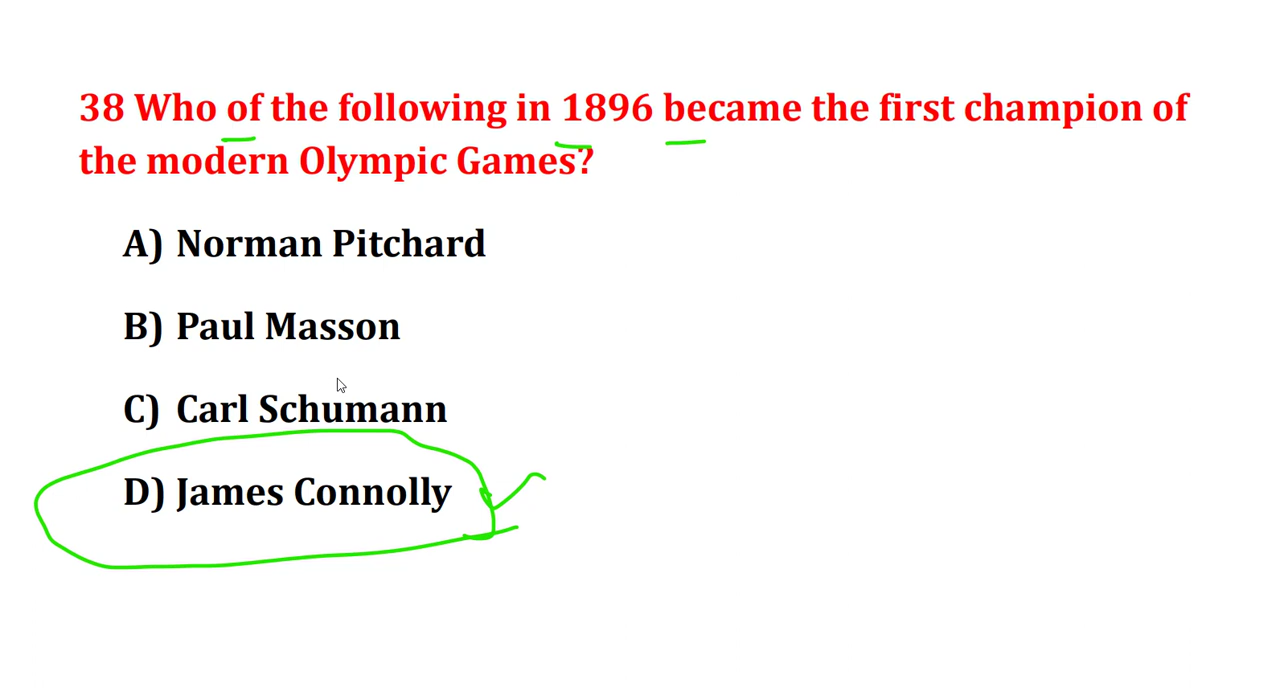 38 Who of the following in 1896 became the first champion of
the modern Olympic Games?
A) Norman Pitchard
B) Paul Masson
C) Carl Schumann
D) James Connolly